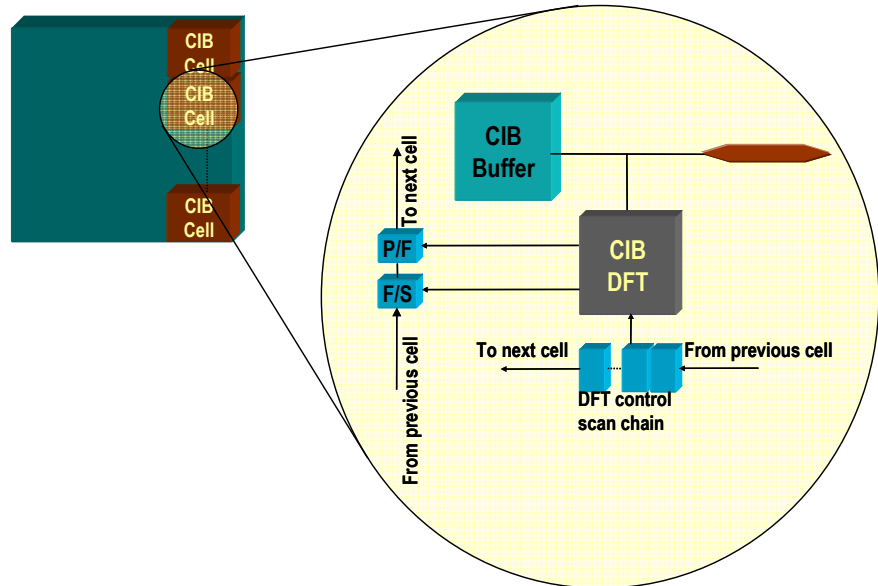 CIB
Cell
CIB
Cell
CIB
Cell
CIB
Buffer
To next cell
P/F
F/S
CIB
DFT
From previous cell
To next cell
From previous cell
DFT control
scan chain